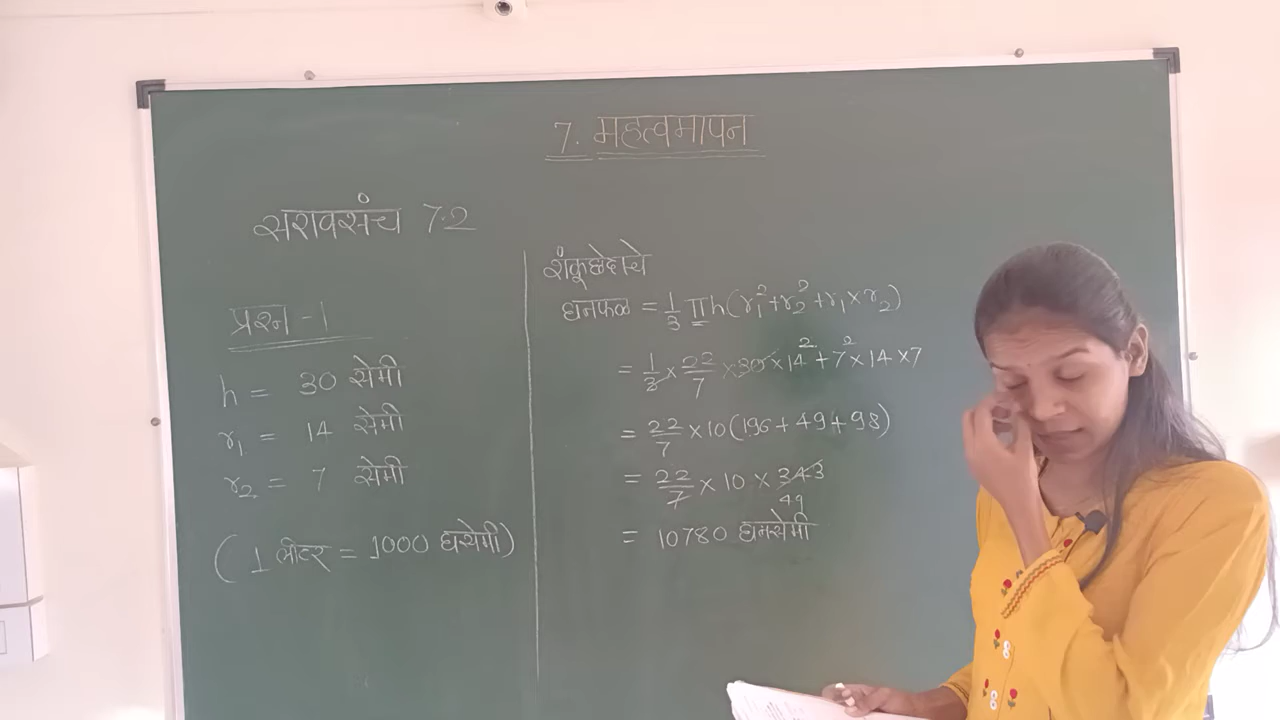 7. महत्वमापन
सरावसंच 7.2
प्रश्न - 1
h = 30 सेमी
r₁ = 14 सेमी
r₂ = 7 सेमी
( 1 लीटर = 1000 घसेमी)
शंकूछेदाचे
घनफळ = 1/3 π h (r₁² + r₂² + r₁ × r₂)
= 1/3 × 22/7 × 30 × 14² + 7² × 14 × 7
= 22/7 × 10 (196 + 49 + 98)
= 22/7 × 10 × 343
49
= 10780 घनसेमी